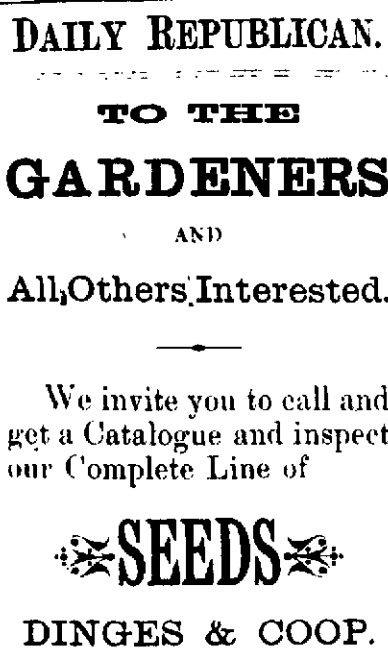 DAILY REPUBLICAN.
TO THE
GARDENERS
AND
All Others Interested.
We invite you to call and
get a Catalogue and inspect
our Complete Line of
SEEDS
DINGES & COOP.